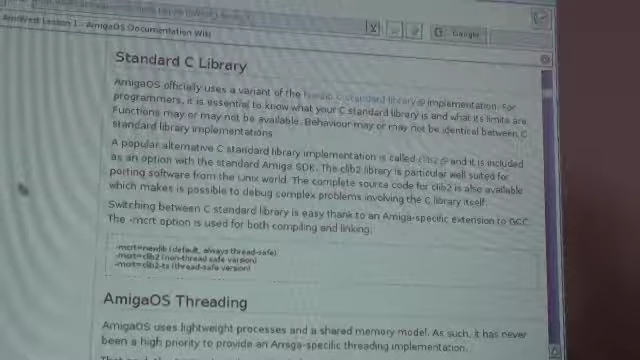 AmiWest Lesson 1 - AmigaOS Documentation Wiki
Google
Standard C Library
AmigaOS officially uses a variant of the Newlib C standard library implementation. For
programmers, it is essential to know what your C standard library is and what its limits are.
Functions may or may not be available. Behaviour may or may not be identical between C
standard library implementations.
A popular alternative C standard library implementation is called clib2 and it is included
as an option with the standard Amiga SDK. The clib2 library is particular well suited for
porting software from the Unix world. The complete source code for clib2 is also available
which makes is possible to debug complex problems involving the C library itself.
Switching between C standard library is easy thank to an Amiga-specific extension to GCC.
The -mcrt option is used for both compiling and linking:
-mcrt=newlib (default, always thread-safe)
-mcrt=clib2 (non-thread safe version)
-mcrt=clib2-ts (thread-safe version)
AmigaOS Threading
AmigaOS uses lightweight processes and a shared memory model. As such, it has never
been a high priority to provide an Amiga-specific threading implementation.